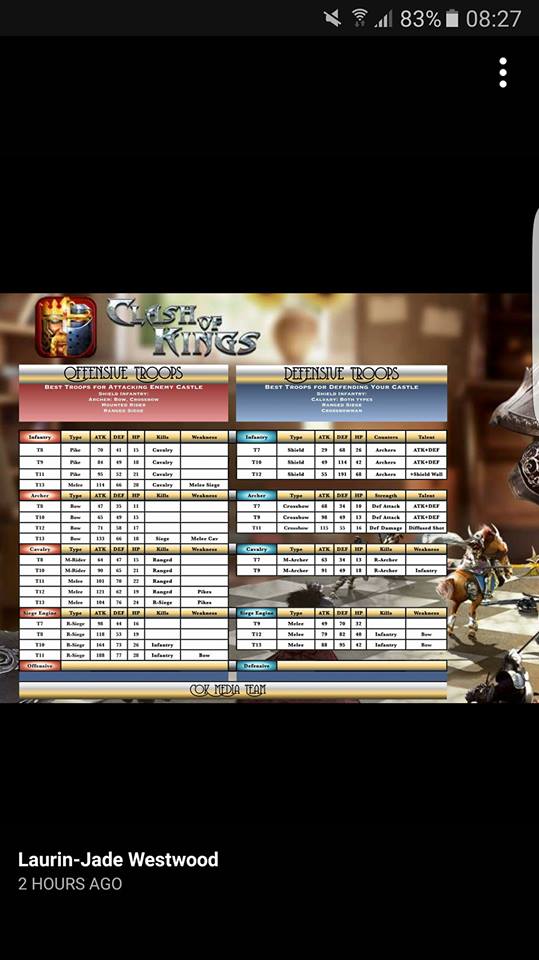 83% 08:27
CLASH OF KINGS
OFFENSIVE TROOPS
BEST TROOPS FOR ATTACKING ENEMY CASTLE
SHIELD INFANTRY:
ARCHER: BOW, CROSSBOW
MOUNTED RIDER
RANGED SIEGE
DEFENSIVE TROOPS
BEST TROOPS FOR DEFENDING YOUR CASTLE
SHIELD INFANTRY:
CALVARY: BOTH TYPES
RANGED SIEGE
CROSSBOWMAN
Infantry Type ATK DEF HP Kills Weakness
T8 Pike 70 41 15 Cavalry
T9 Pike 84 49 18 Cavalry
T11 Pike 95 52 21 Cavalry
T13 Melee 114 66 28 Cavalry Melee Siege
Archer Type ATK DEF HP Kills Weakness
T8 Bow 47 35 11
T10 Bow 65 49 15
T12 Bow 71 58 17
T13 Bow 133 66 18 Siege Melee Cav
Cavalry Type ATK DEF HP Kills Weakness
T8 M-Rider 64 47 15 Ranged
T10 M-Rider 90 65 21 Ranged
T11 Melee 101 70 22 Ranged
T12 Melee 121 62 19 Ranged Pikes
T13 Melee 104 76 24 R-Siege Pikes
Siege Engine Type ATK DEF HP Kills Weakness
T7 R-Siege 98 44 16
T8 R-Siege 118 53 19
T10 R-Siege 164 73 26 Infantry
T11 R-Siege 188 77 28 Infantry Bow
Offensive
Infantry Type ATK DEF HP Counters Talent
T7 Shield 29 68 26 Archers ATK+DEF
T10 Shield 49 114 42 Archers ATK+DEF
T12 Shield 55 191 68 Archers +Shield Wall
Archer Type ATK DEF HP Strength Talent
T7 Crossbow 68 34 10 Def Attack ATK+DEF
T9 Crossbow 98 49 13 Def Attack ATK+DEF
T11 Crossbow 115 55 16 Def Damage Diffused Shot
Cavalry Type ATK DEF HP Kills Weakness
T7 M-Archer 63 34 13 R-Archer
T9 M-Archer 91 49 18 R-Archer Infantry
Siege Engine Type ATK DEF HP Kills Weakness
T9 Melee 49 70 32
T12 Melee 79 82 40 Infantry Bow
T13 Melee 88 95 42 Infantry Bow
Defensive
COK MEDIA TEAM
Laurin-Jade Westwood
2 HOURS AGO